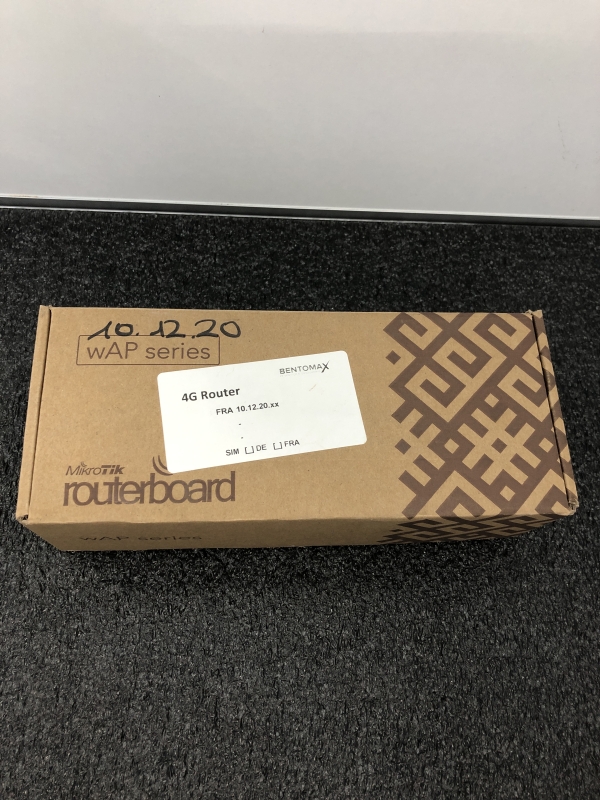 10.12.20
wAP series
BENTOMAX
4G Router
FRA 10.12.20.xx
-
-
SIM ☐ DE ☐ FRA
MikroTik
routerboard
wAP series